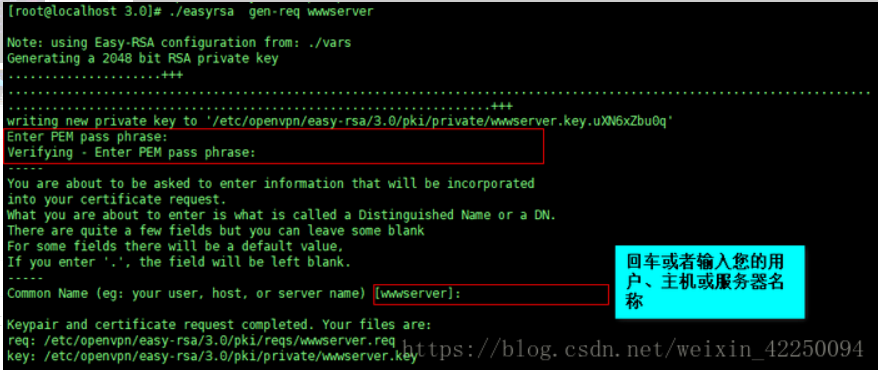 [root@localhost 3.0]# ./easyrsa  gen-req wwwserver
Note: using Easy-RSA configuration from: ./vars
Generating a 2048 bit RSA private key
.....................+++
.......................................................................................................................
...................................................................+++
writing new private key to '/etc/openvpn/easy-rsa/3.0/pki/private/wwwserver.key.uXN6xZbu0q'
Enter PEM pass phrase:
Verifying - Enter PEM pass phrase:
-----
You are about to be asked to enter information that will be incorporated
into your certificate request.
What you are about to enter is what is called a Distinguished Name or a DN.
There are quite a few fields but you can leave some blank
For some fields there will be a default value,
If you enter '.', the field will be left blank.
-----
Common Name (eg: your user, host, or server name) [wwwserver]:
回车或者输入您的用
户、主机或服务器名
称
Keypair and certificate request completed. Your files are:
req: /etc/openvpn/easy-rsa/3.0/pki/reqs/wwwserver.req
key: /etc/openvpn/easy-rsa/3.0/pki/private/wwwserver.key
https://blog.csdn.net/weixin_42250094